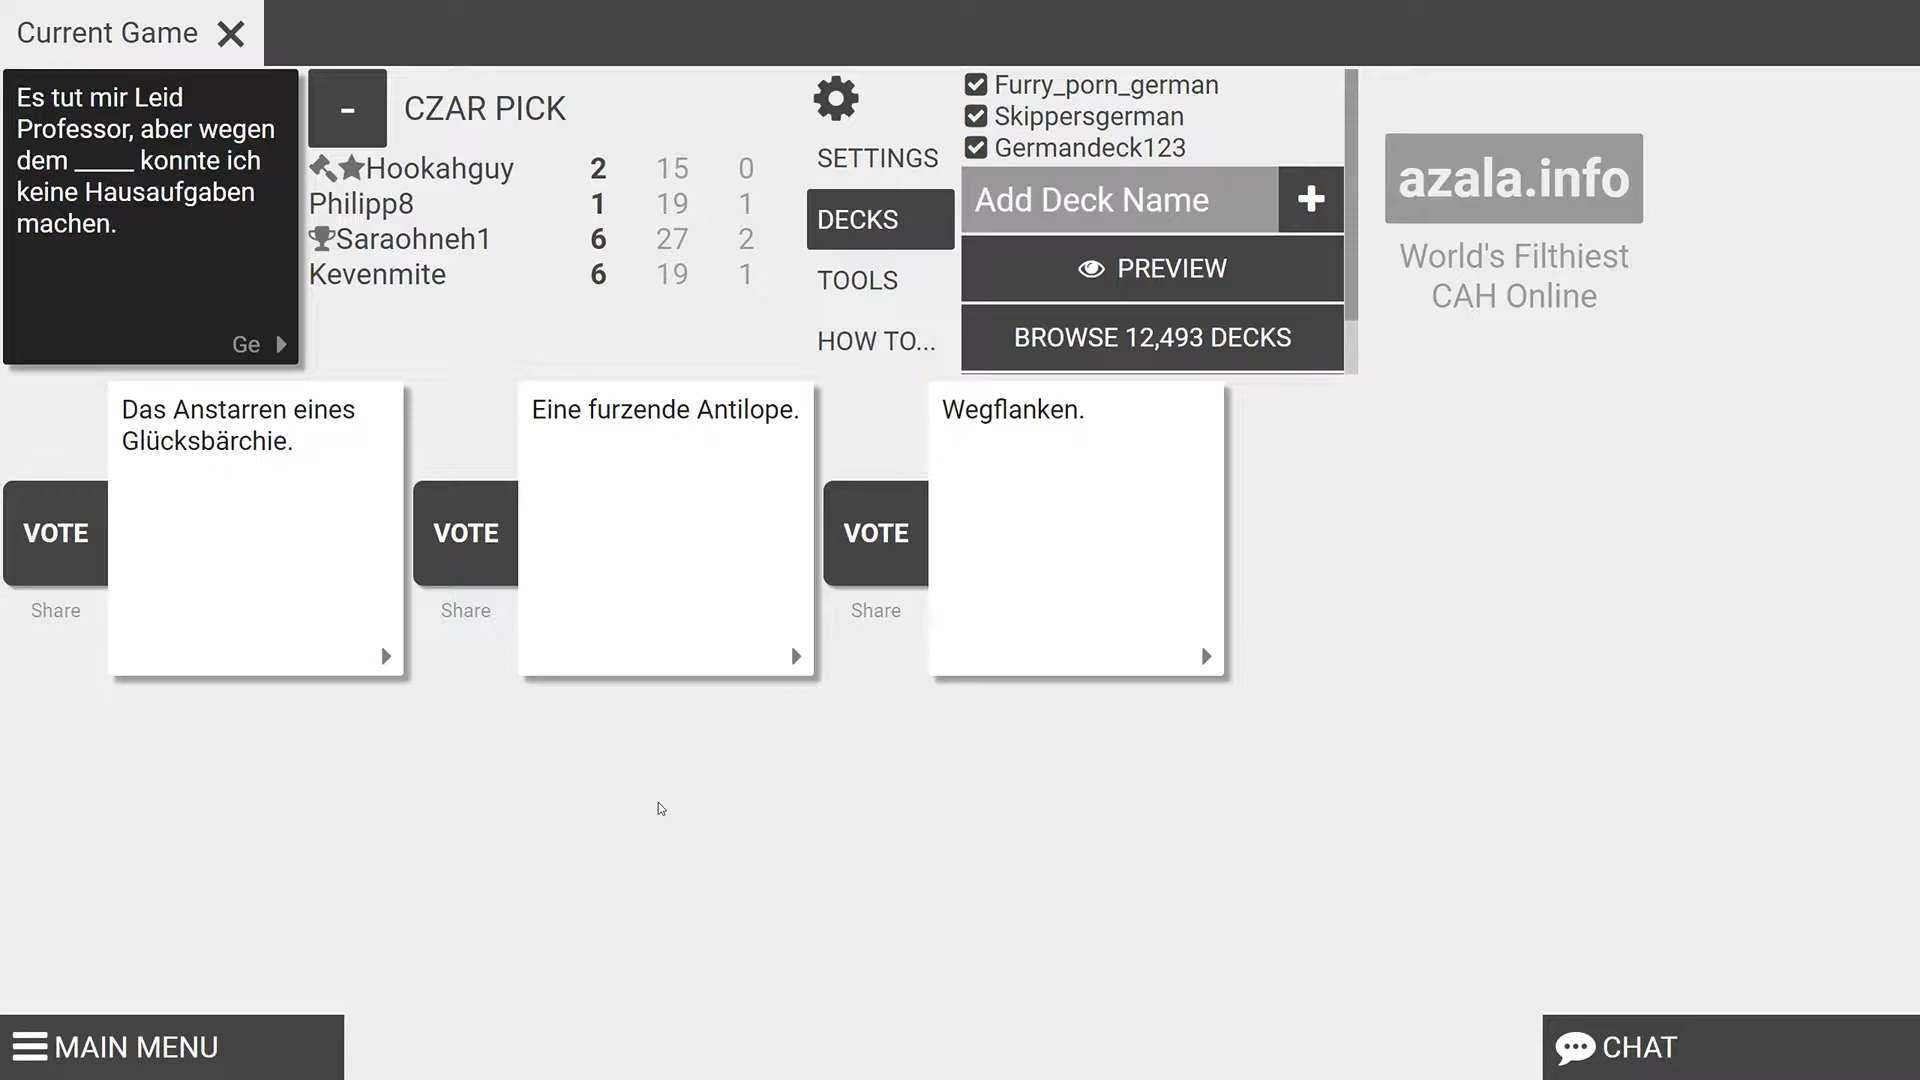 Current Game
Es tut mir Leid
Professor, aber wegen
dem _____ konnte ich
keine Hausaufgaben
machen.
Ge
-
CZAR PICK
Hookahguy 2 15 0
Philipp8 1 19 1
Saraohneh1 6 27 2
Kevenmite 6 19 1
SETTINGS
DECKS
TOOLS
HOW TO...
Furry_porn_german
Skippersgerman
Germandeck123
Add Deck Name
PREVIEW
BROWSE 12,493 DECKS
azala.info
World's Filthiest
CAH Online
VOTE
Share
Das Anstarren eines
Glücksbärchie.
VOTE
Share
Eine furzende Antilope.
VOTE
Share
Wegflanken.
MAIN MENU
CHAT